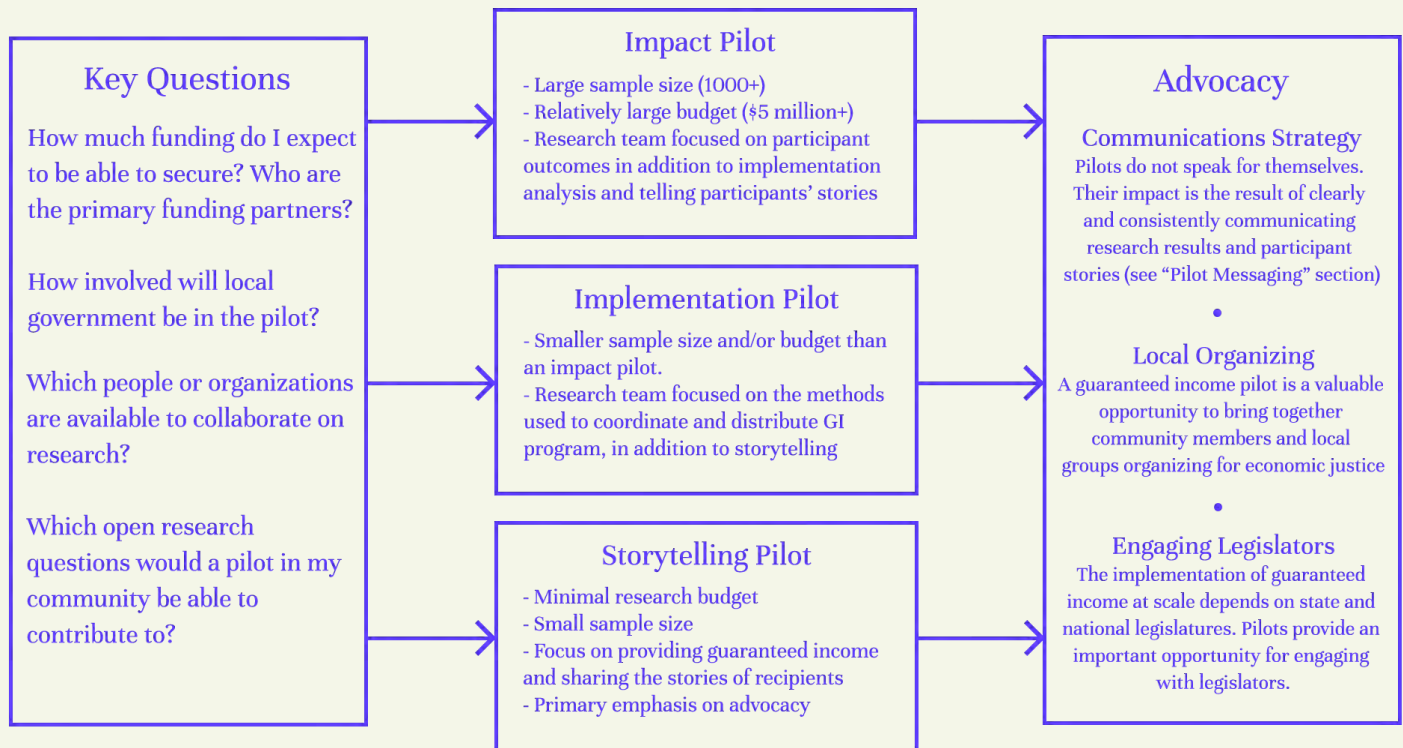 Key Questions
How much funding do I expect
to be able to secure? Who are
the primary funding partners?
How involved will local
government be in the pilot?
Which people or organizations
are available to collaborate on
research?
Which open research
questions would a pilot in my
community be able to
contribute to?
Impact Pilot
- Large sample size (1000+)
- Relatively large budget ($5 million+)
- Research team focused on participant
outcomes in addition to implementation
analysis and telling participants’ stories
Implementation Pilot
- Smaller sample size and/or budget than
an impact pilot.
- Research team focused on the methods
used to coordinate and distribute GI
program, in addition to storytelling
Storytelling Pilot
- Minimal research budget
- Small sample size
- Focus on providing guaranteed income
and sharing the stories of recipients
- Primary emphasis on advocacy
Advocacy
Communications Strategy
Pilots do not speak for themselves.
Their impact is the result of clearly
and consistently communicating
research results and participant
stories (see “Pilot Messaging” section)
•
Local Organizing
A guaranteed income pilot is a valuable
opportunity to bring together
community members and local
groups organizing for economic justice
•
Engaging Legislators
The implementation of guaranteed
income at scale depends on state and
national legislatures. Pilots provide an
important opportunity for engaging
with legislators.